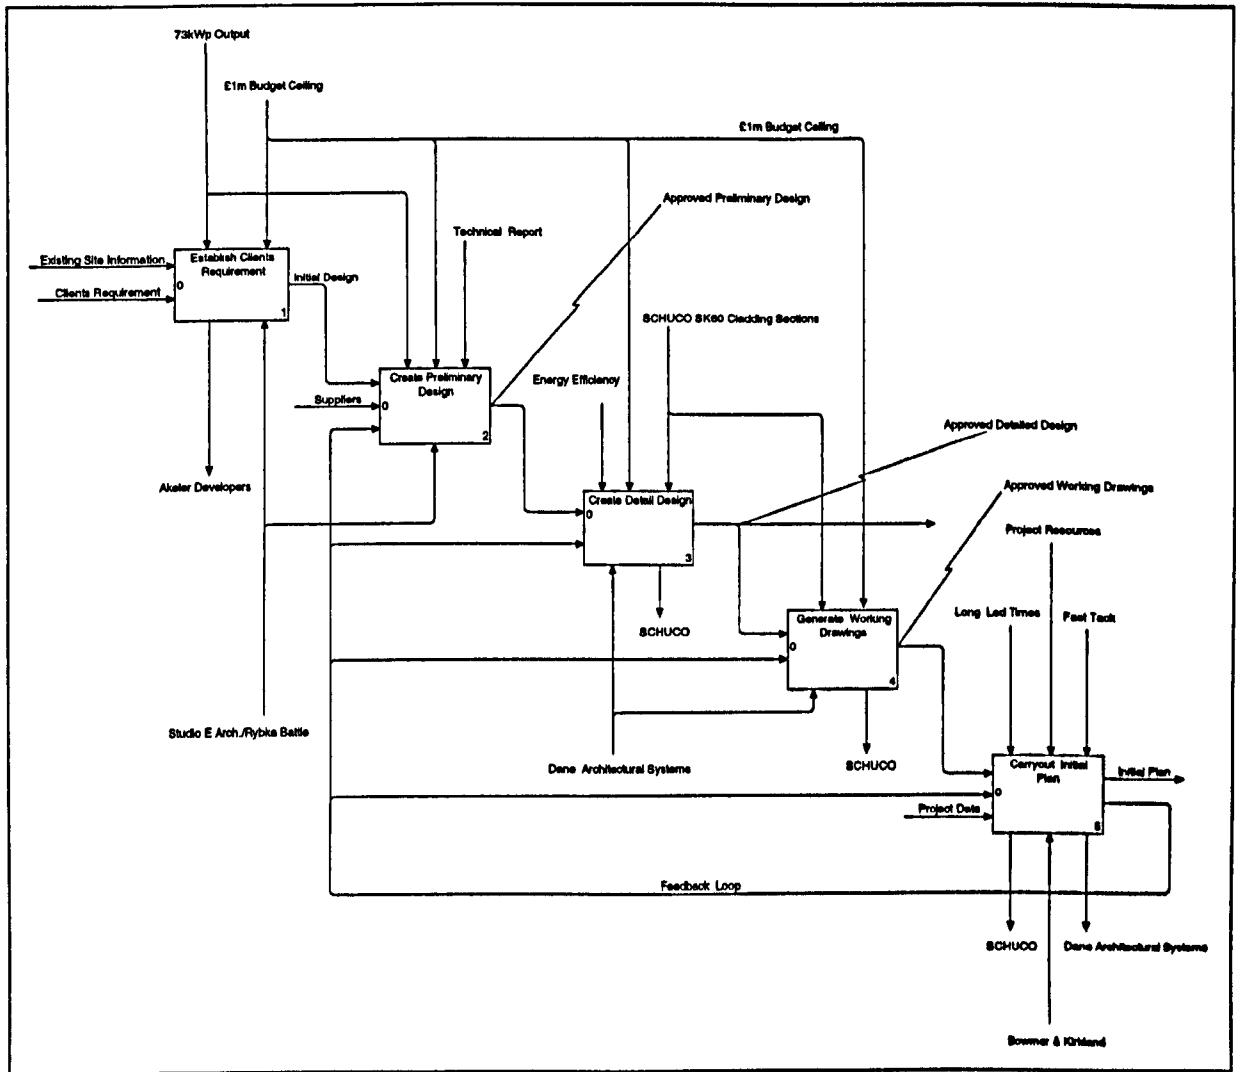 73kWp Output
£1m Budget Ceiling
£1m Budget Ceiling
Approved Preliminary Design
Technical Report
Existing Site Information
Establish Clients
Requirement
0
Clients Requirement
1
Initial Design
SCHUCO SK60 Cladding Sections
Create Preliminary
Design
Energy Efficiency
Suppliers
0
2
Approved Detailed Design
Akeler Developers
Create Detail Design
0
3
Approved Working Drawings
Project Resources
Long Led Times
Fast Tack
SCHUCO
Generate Working
Drawings
0
4
Studio E Arch./Rybka Battle
Dane Architectural Systems
SCHUCO
Carryout Initial
Plan
Initial Plan
0
Project Data
5
Feedback Loop
SCHUCO
Dane Architectural Systems
Bowmer & Kirkland